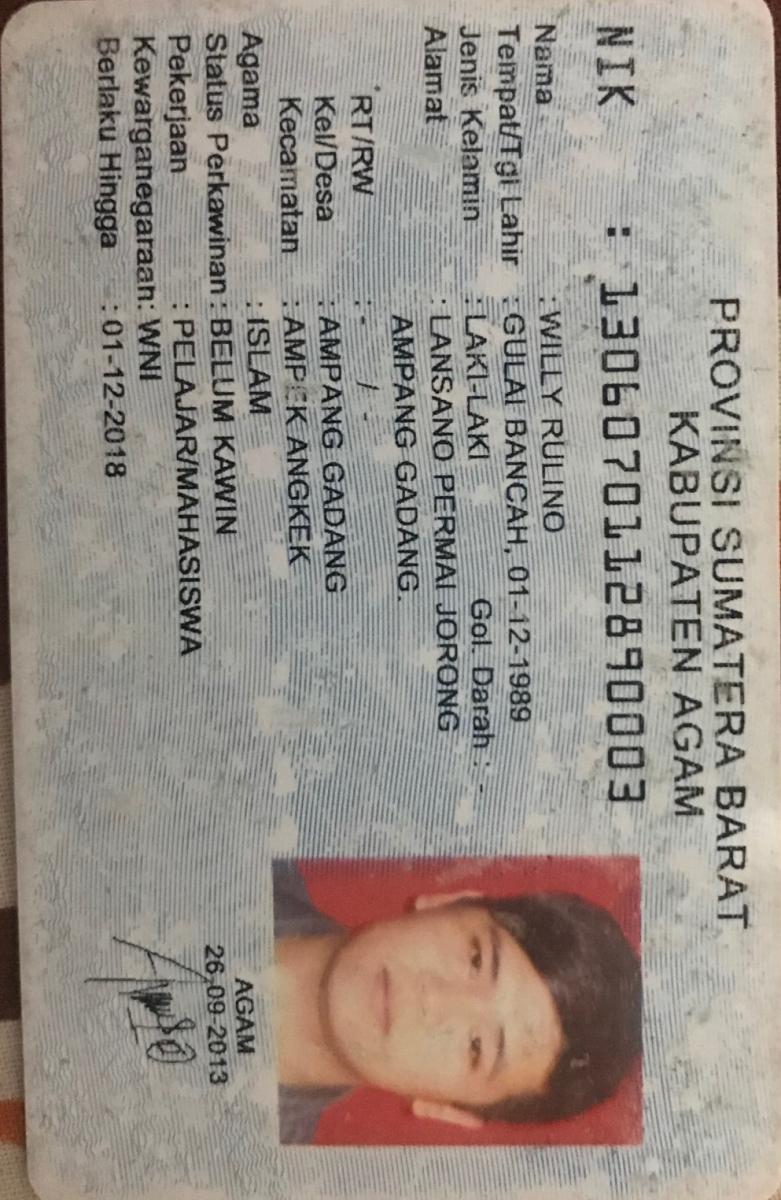 PROVINSI SUMATERA BARAT
KABUPATEN AGAM
NIK : 1306070112890003
Nama : WILLY RULINO
Tempat/Tgl Lahir : GULAI BANCAH, 01-12-1989
Jenis Kelamin : LAKI-LAKI Gol. Darah : -
Alamat : LANSANO PERMAI JORONG
AMPANG GADANG.
RT/RW : - / -
Kel/Desa : AMPANG GADANG
Kecamatan : AMPEK ANGKEK
Agama : ISLAM
Status Perkawinan : BELUM KAWIN
Pekerjaan : PELAJAR/MAHASISWA
Kewarganegaraan: WNI
Berlaku Hingga : 01-12-2018
AGAM
26-09-2013